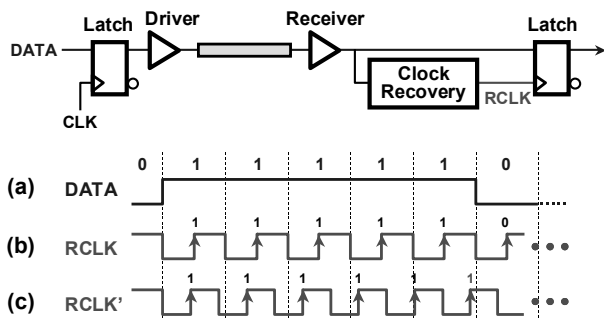 Latch Driver Receiver Latch
DATA
Clock
Recovery
RCLK
CLK
0 1 1 1 1 1 0
(a) DATA
1 1 1 1 1 0
(b) RCLK
1 1 1 1 1 1
(c) RCLK'